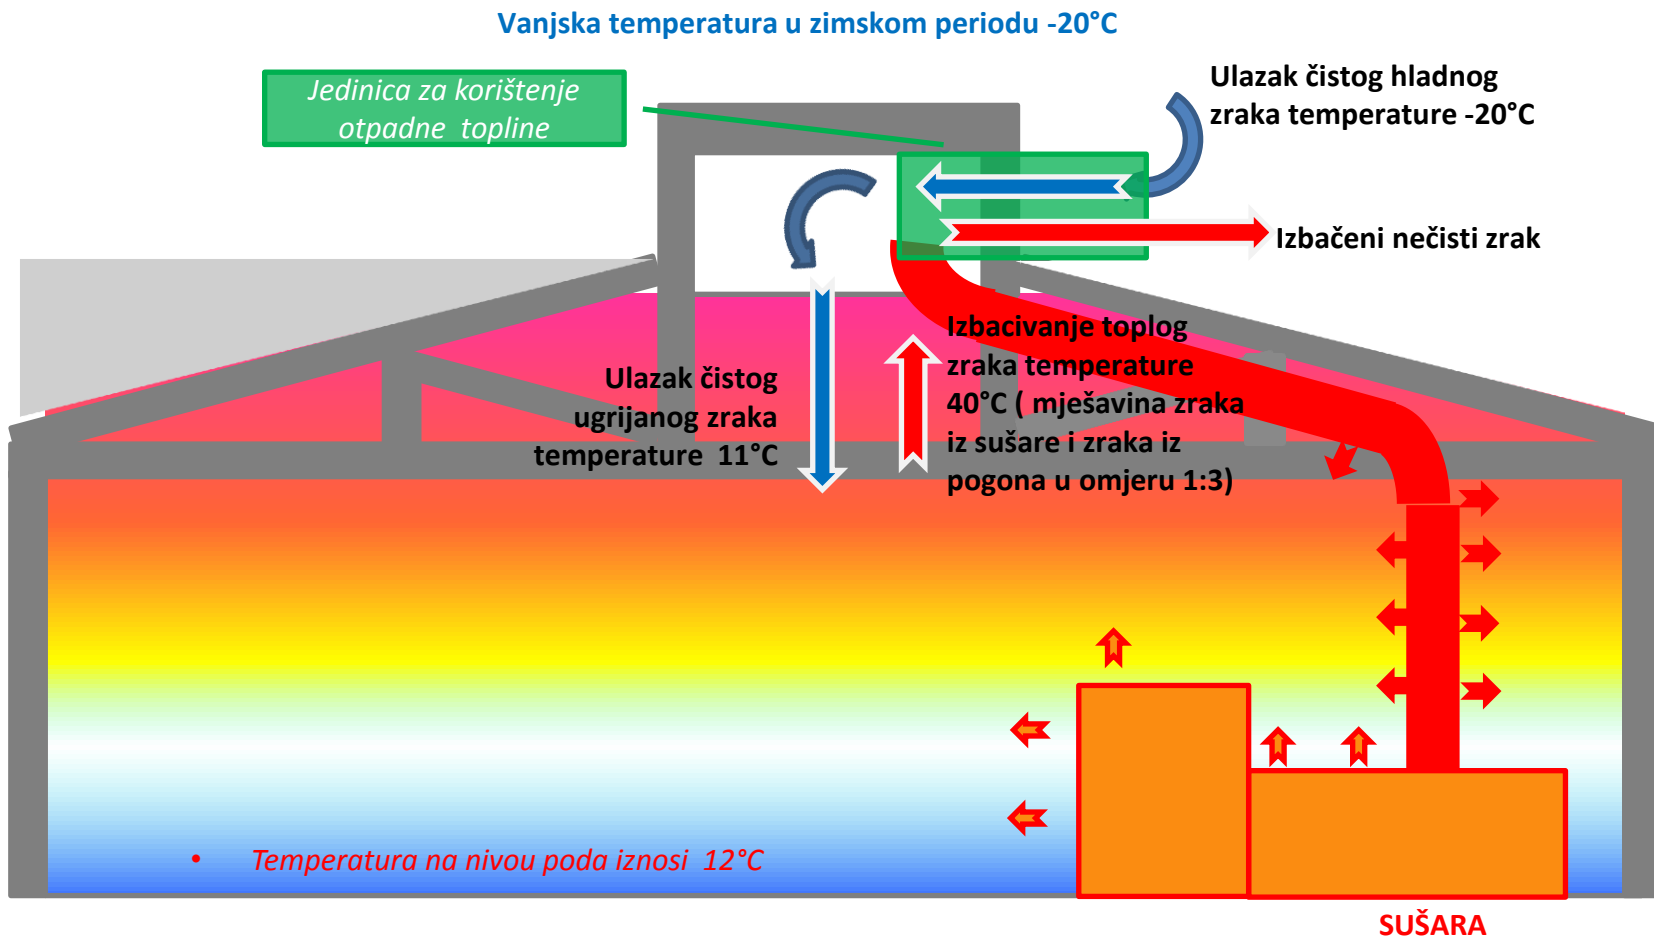 Vanjska temperatura u zimskom periodu -20°C
Jedinica za korištenje
otpadne topline
Ulazak čistog hladnog
zraka temperature -20°C
Izbačeni nečisti zrak
Ulazak čistog
ugrijanog zraka
temperature 11°C
Izbacivanje toplog
zraka temperature
40°C ( mješavina zraka
iz sušare i zraka iz
pogona u omjeru 1:3)
• Temperatura na nivou poda iznosi 12°C
SUŠARA